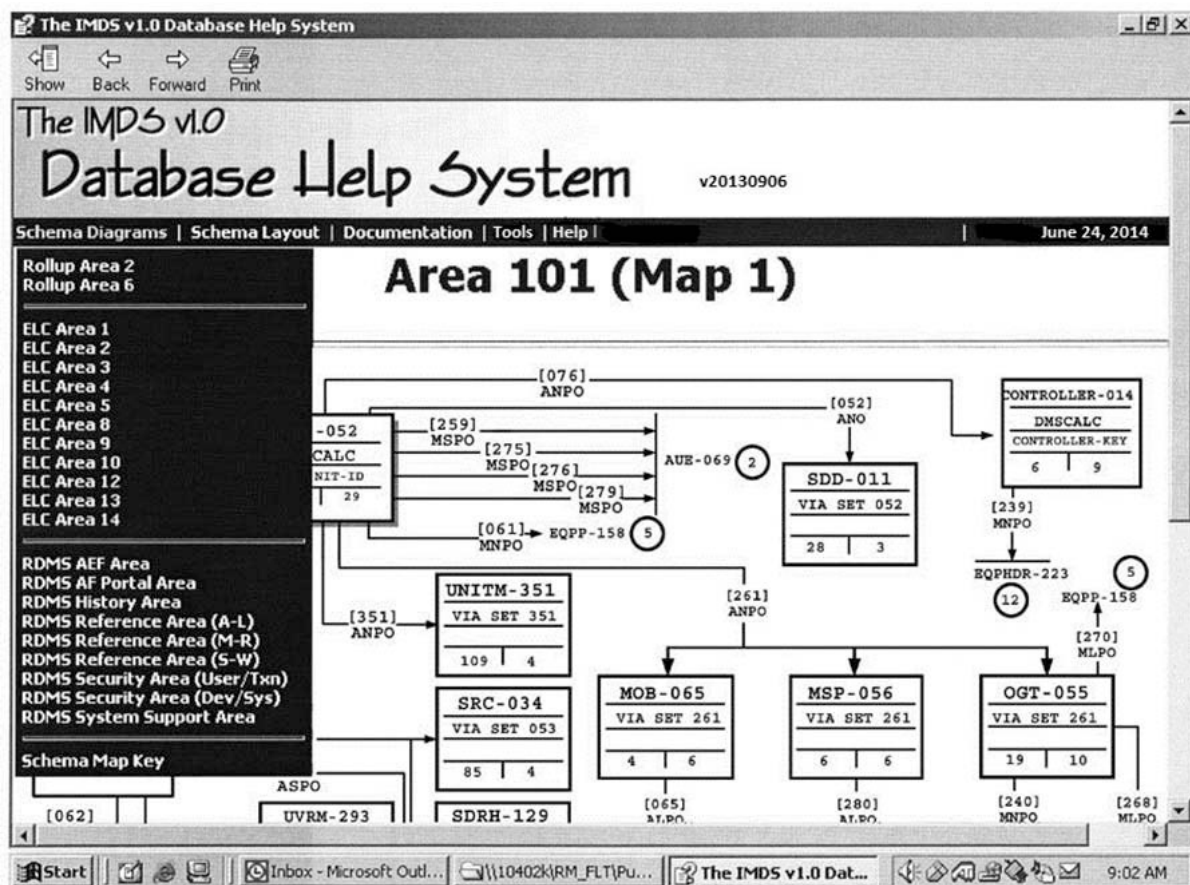 The IMDS v1.0 Database Help System
Show Back Forward Print
The IMDS v1.0
Database Help System
v20130906
Schema Diagrams | Schema Layout | Documentation | Tools | Help |
| June 24, 2014
Rollup Area 2
Rollup Area 6
ELC Area 1
ELC Area 2
ELC Area 3
ELC Area 4
ELC Area 5
ELC Area 8
ELC Area 9
ELC Area 10
ELC Area 12
ELC Area 13
ELC Area 14
RDMS AEF Area
RDMS AF Portal Area
RDMS History Area
RDMS Reference Area (A-L)
RDMS Reference Area (M-R)
RDMS Reference Area (S-W)
RDMS Security Area (User/Txn)
RDMS Security Area (Dev/Sys)
RDMS System Support Area
Schema Map Key
Area 101 (Map 1)
[076]
ANPO
-052
CALC
NIT-ID
29
[259]
MSPO
[275]
MSPO
[276]
MSPO
[279]
MSPO
AUE-069 2
[061]
MNPO
EQPP-158 5
[052]
ANO
SDD-011
VIA SET 052
28 3
CONTROLLER-014
DMSCALC
CONTROLLER-KEY
6 9
[239]
MNPO
EQPHDR-223
12
5
EQPP-158
[270]
MLPO
[351]
ANPO
UNITM-351
VIA SET 351
109 4
[261]
ANPO
SRC-034
VIA SET 053
85 4
MOB-065
VIA SET 261
4 6
MSP-056
VIA SET 261
6 6
OGT-055
VIA SET 261
19 10
ASPO
[062]
UVRM-293
SDRH-129
[065]
ALPO
[280]
ALPO
[240]
MNPO
[268]
MLPO
Start
Inbox - Microsoft Outl...
\\10402k\RM_FLT\Pu...
The IMDS v1.0 Dat...
9:02 AM